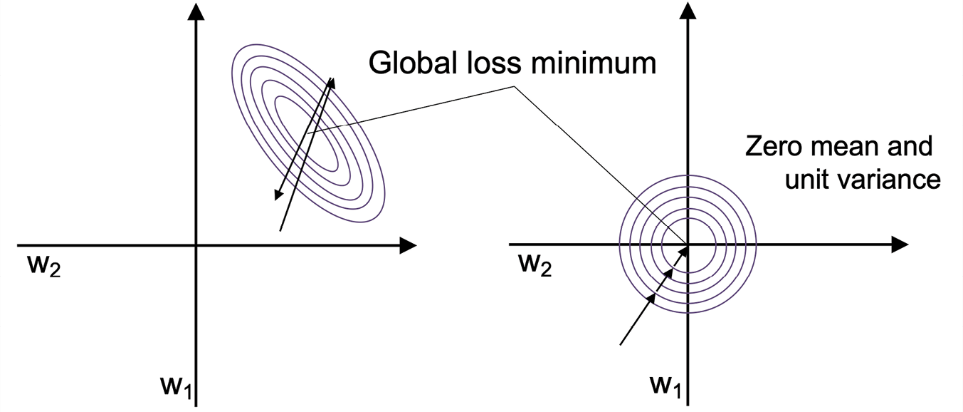 Global loss minimum
Zero mean and
unit variance
w₂
w₂
w₁
w₁